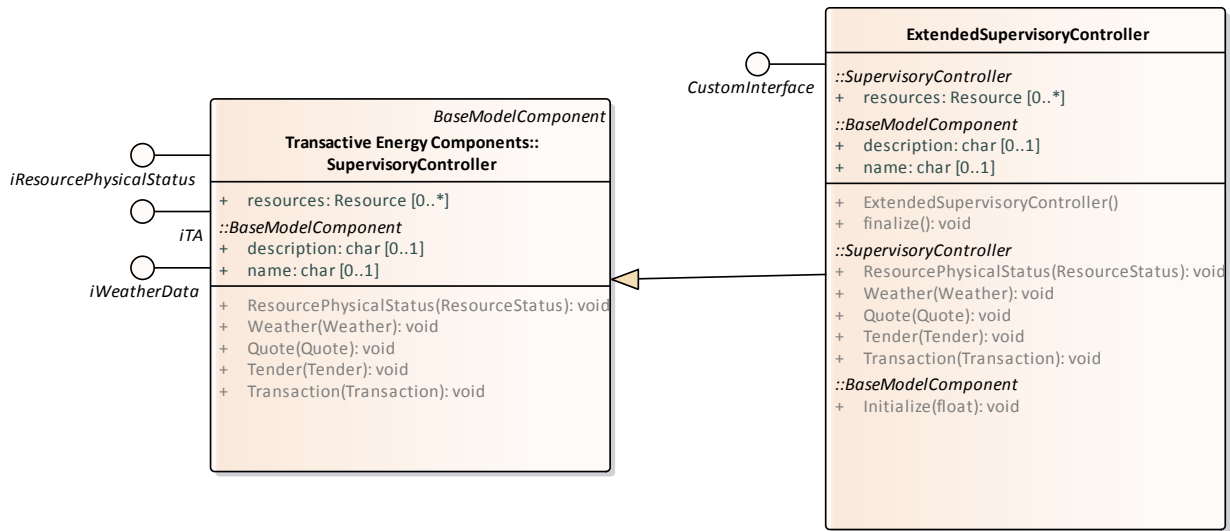 iResourcePhysicalStatus
iTA
iWeatherData
BaseModelComponent
Transactive Energy Components::
SupervisoryController
+ resources: Resource [0..*]
::BaseModelComponent
+ description: char [0..1]
+ name: char [0..1]
+ ResourcePhysicalStatus(ResourceStatus): void
+ Weather(Weather): void
+ Quote(Quote): void
+ Tender(Tender): void
+ Transaction(Transaction): void
CustomInterface
ExtendedSupervisoryController
::SupervisoryController
+ resources: Resource [0..*]
::BaseModelComponent
+ description: char [0..1]
+ name: char [0..1]
+ ExtendedSupervisoryController()
+ finalize(): void
::SupervisoryController
+ ResourcePhysicalStatus(ResourceStatus): void
+ Weather(Weather): void
+ Quote(Quote): void
+ Tender(Tender): void
+ Transaction(Transaction): void
::BaseModelComponent
+ Initialize(float): void